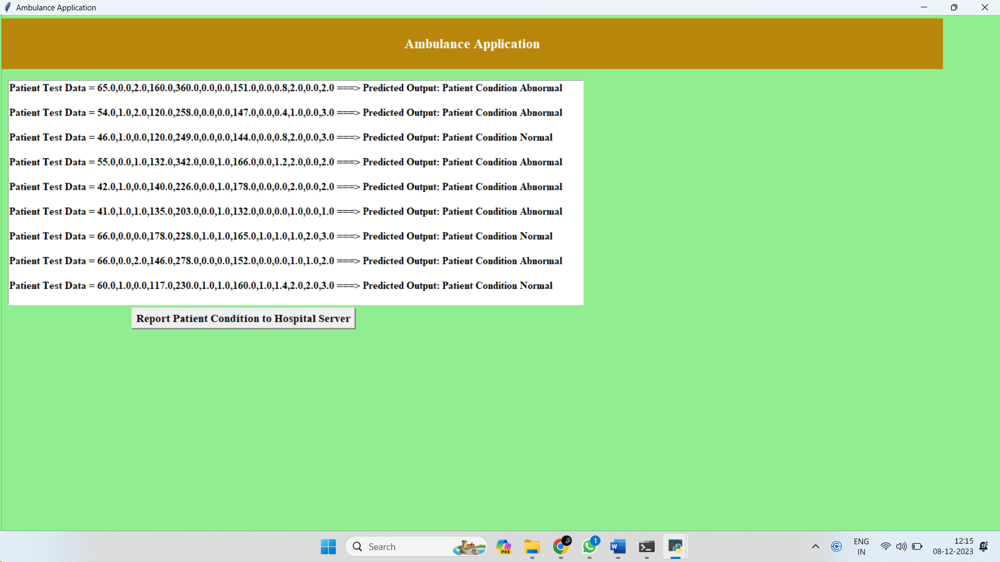 Ambulance Application
Ambulance Application
Patient Test Data = 65.0,0.0,2.0,160.0,360.0,0.0,0.0,151.0,0.0,0.8,2.0,0.0,2.0 ===> Predicted Output: Patient Condition Abnormal
Patient Test Data = 54.0,1.0,2.0,120.0,258.0,0.0,0.0,147.0,0.0,0.4,1.0,0.0,3.0 ===> Predicted Output: Patient Condition Abnormal
Patient Test Data = 46.0,1.0,0.0,120.0,249.0,0.0,0.0,144.0,0.0,0.8,2.0,0.0,3.0 ===> Predicted Output: Patient Condition Normal
Patient Test Data = 55.0,0.0,1.0,132.0,342.0,0.0,1.0,166.0,0.0,1.2,2.0,0.0,2.0 ===> Predicted Output: Patient Condition Abnormal
Patient Test Data = 42.0,1.0,0.0,140.0,226.0,0.0,1.0,178.0,0.0,0.0,2.0,0.0,2.0 ===> Predicted Output: Patient Condition Abnormal
Patient Test Data = 41.0,1.0,1.0,135.0,203.0,0.0,1.0,132.0,0.0,0.0,1.0,0.0,1.0 ===> Predicted Output: Patient Condition Abnormal
Patient Test Data = 66.0,0.0,0.0,178.0,228.0,1.0,1.0,165.0,1.0,1.0,1.0,2.0,3.0 ===> Predicted Output: Patient Condition Normal
Patient Test Data = 66.0,0.0,2.0,146.0,278.0,0.0,0.0,152.0,0.0,0.0,1.0,1.0,2.0 ===> Predicted Output: Patient Condition Abnormal
Patient Test Data = 60.0,1.0,0.0,117.0,230.0,1.0,1.0,160.0,1.0,1.4,2.0,2.0,3.0 ===> Predicted Output: Patient Condition Normal
Report Patient Condition to Hospital Server
Search
PRE
1
W
ENG
IN
12:15
08-12-2023